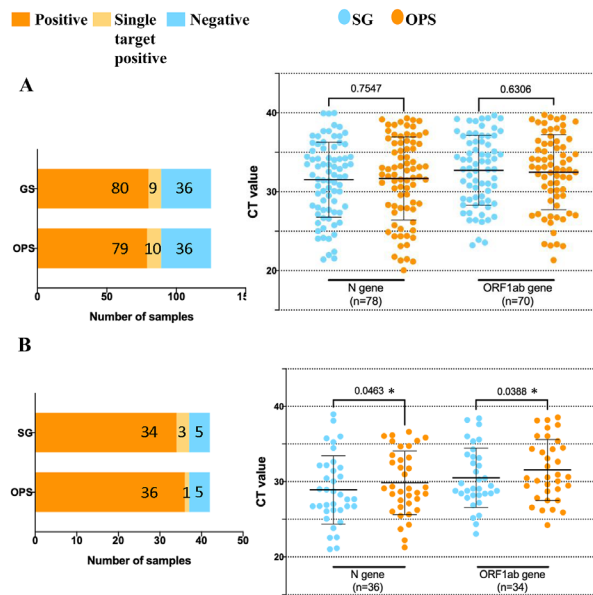 Positive
Single
target
positive
Negative
SG
OPS
A
GS
80
9
36
OPS
79
10
36
0
50
100
15
Number of samples
CT value
40
30
20
0.7547
0.6306
N gene
(n=78)
ORF1ab gene
(n=70)
B
SG
34
3
5
OPS
36
1
5
0
20
40
60
Number of samples
CT value
40
30
20
0.0463 *
0.0388 *
N gene
(n=36)
ORF1ab gene
(n=34)